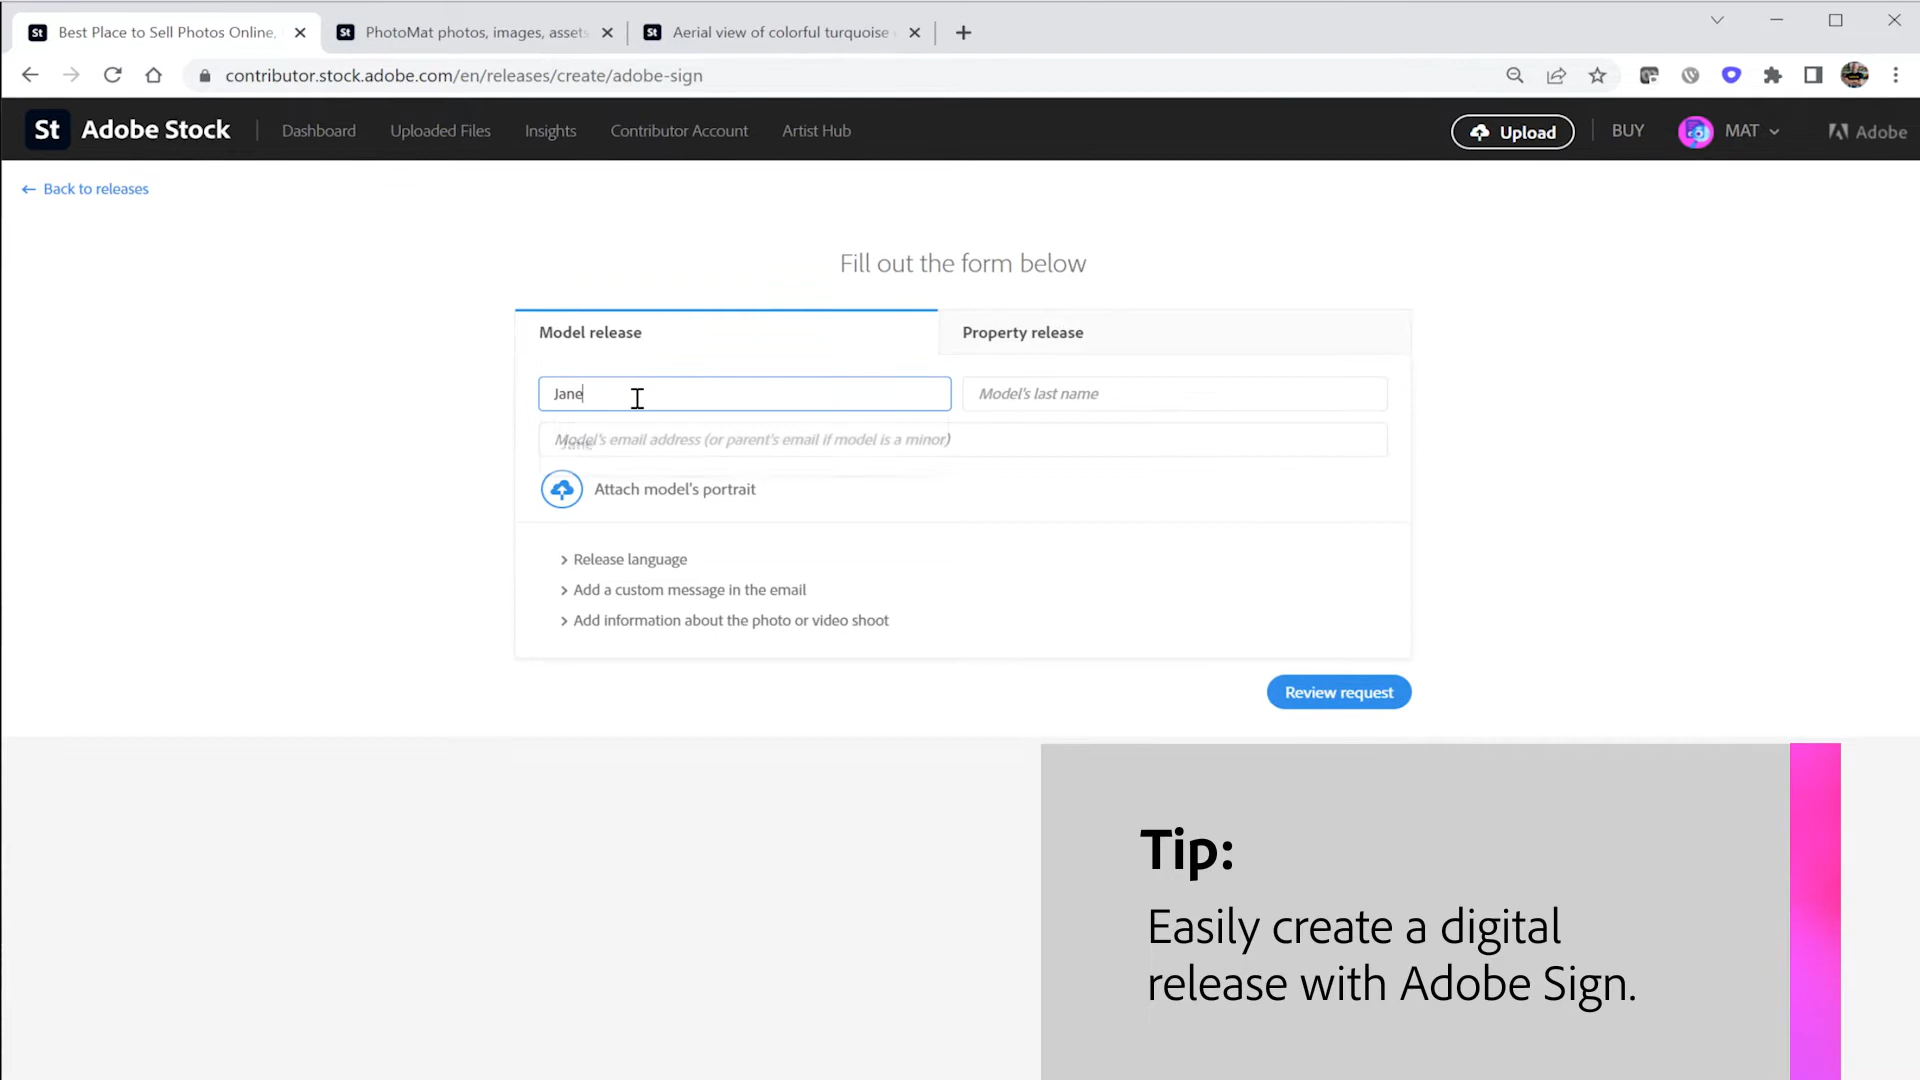 St Best Place to Sell Photos Online,
St PhotoMat photos, images, assets
St Aerial view of colorful turquoise
contributor.stock.adobe.com/en/releases/create/adobe-sign
St Adobe Stock
Dashboard
Uploaded Files
Insights
Contributor Account
Artist Hub
Upload
BUY
MAT
Adobe
Back to releases
Fill out the form below
Model release
Property release
Jane
Model's last name
Model's email address (or parent's email if model is a minor)
Jane
Attach model's portrait
Release language
Add a custom message in the email
Add information about the photo or video shoot
Review request
Tip:
Easily create a digital
release with Adobe Sign.